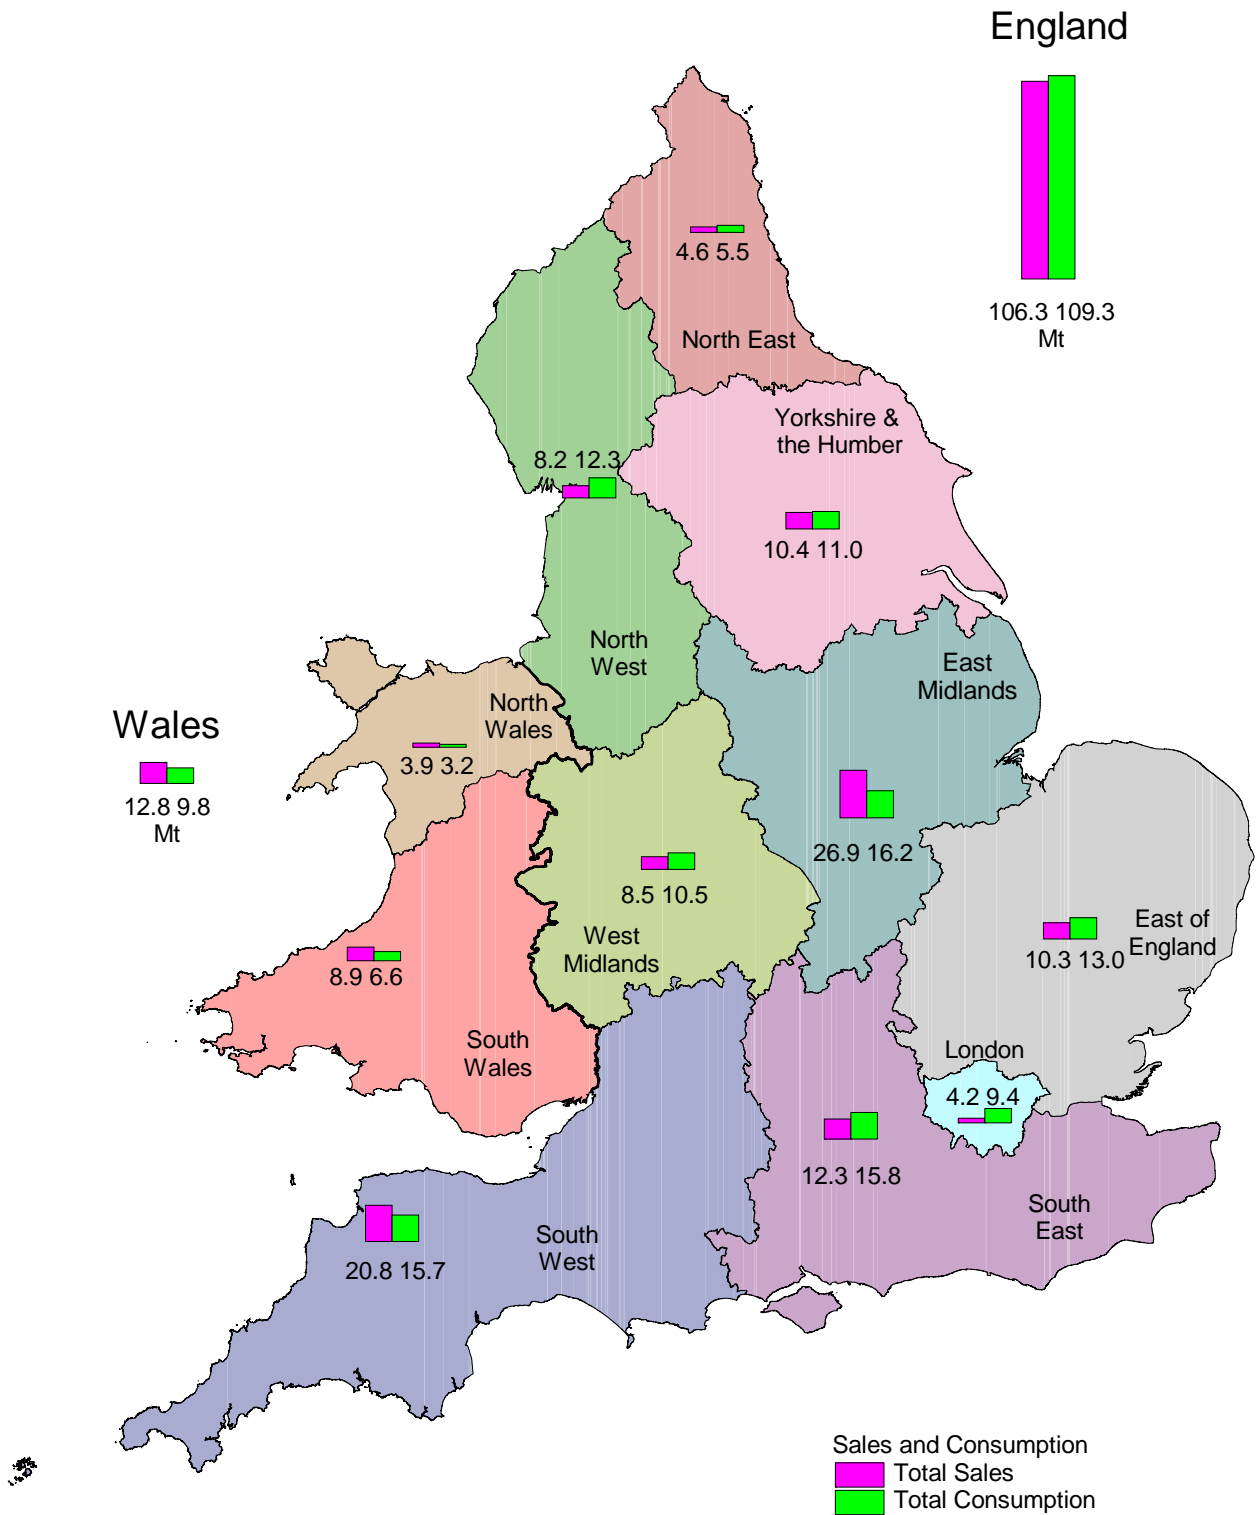 England
106.3 109.3
Mt
4.6 5.5
North East
Yorkshire &
the Humber
8.2 12.3
10.4 11.0
North
West
East
Midlands
North
Wales
3.9 3.2
Wales
12.8 9.8
Mt
26.9 16.2
8.5 10.5
West
Midlands
East of
England
10.3 13.0
8.9 6.6
South
Wales
London
4.2 9.4
12.3 15.8
South
East
South
West
20.8 15.7
Sales and Consumption
Total Sales
Total Consumption